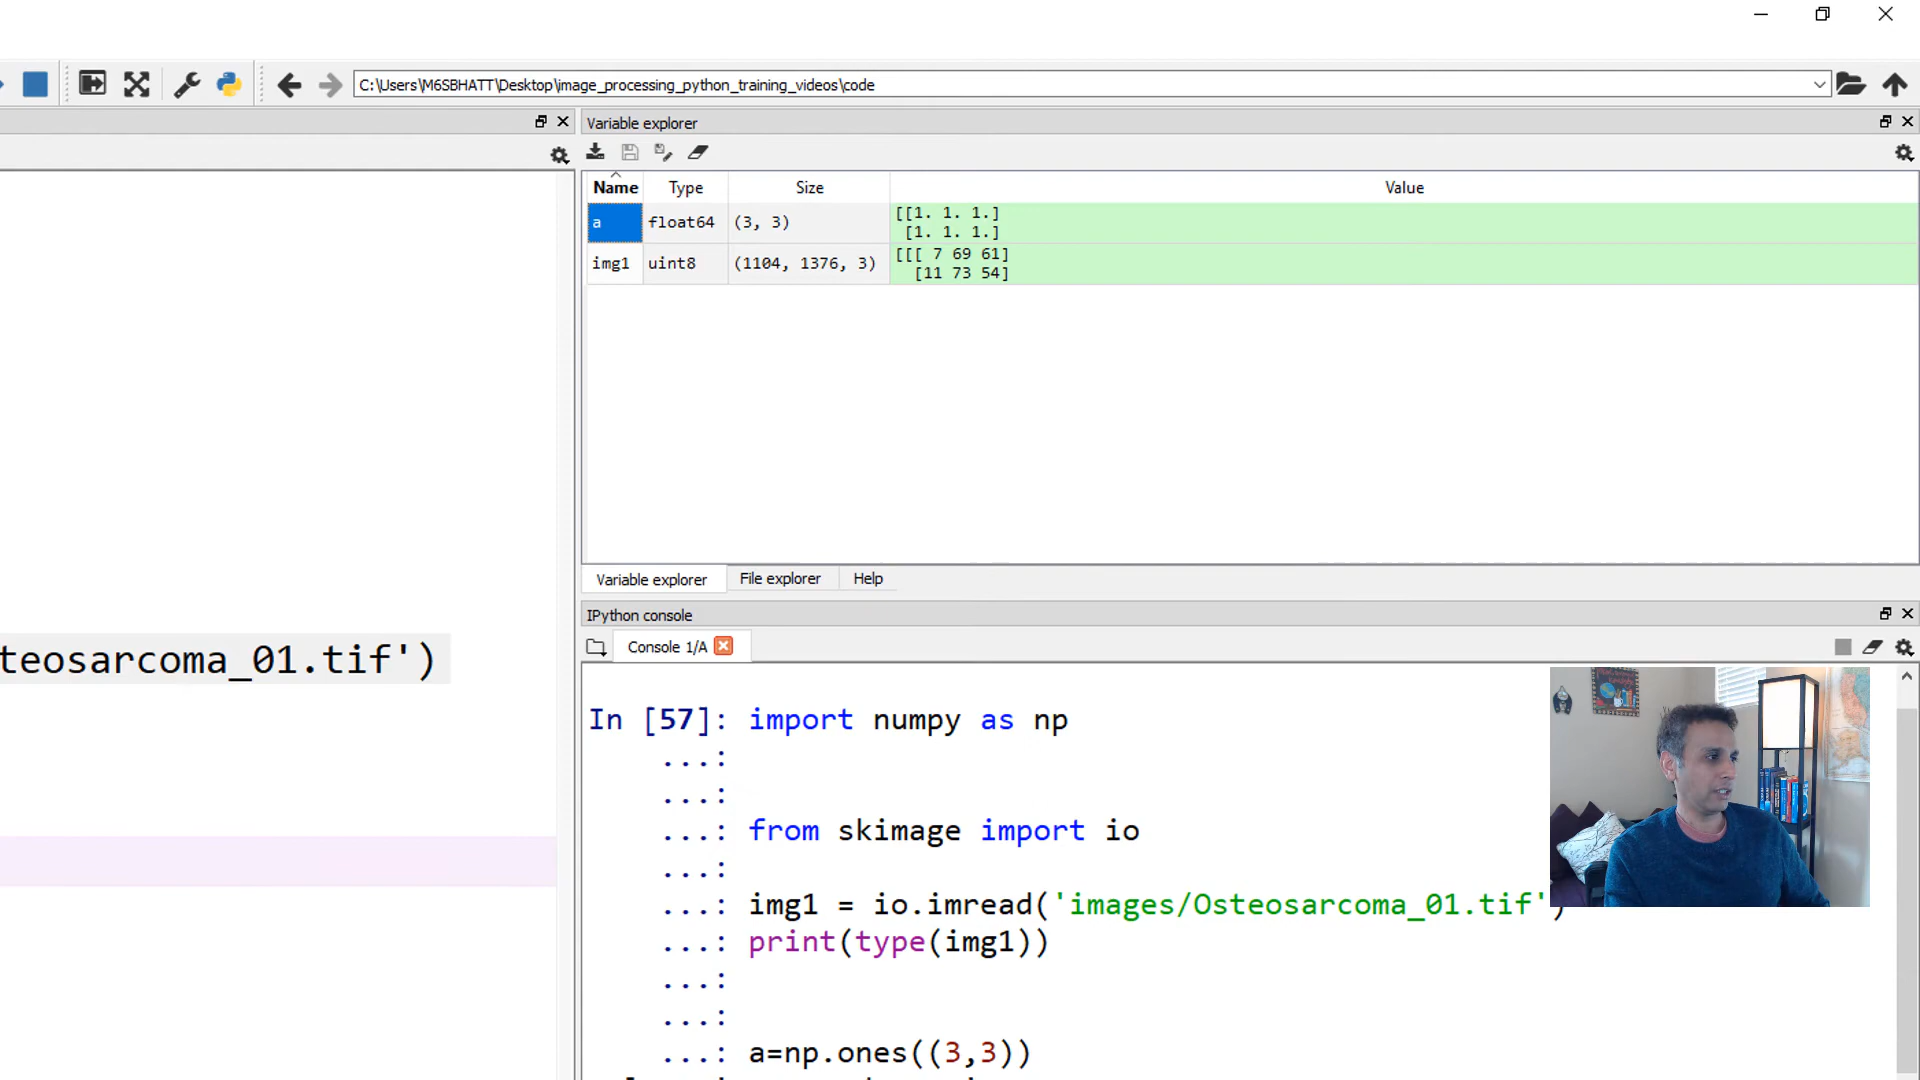 C:\Users\M6SBHATT\Desktop\image_processing_python_training_videos\code
Variable explorer
Name Type Size Value
a float64 (3, 3) [[1. 1. 1.]
[1. 1. 1.]
img1 uint8 (1104, 1376, 3) [[[ 7 69 61]
[11 73 54]
Variable explorer File explorer Help
IPython console
Console 1/A
teosarcoma_01.tif')
In [57]: import numpy as np
...:
...:
...: from skimage import io
...:
...: img1 = io.imread('images/Osteosarcoma_01.tif')
...: print(type(img1))
...:
...:
...: a=np.ones((3,3))